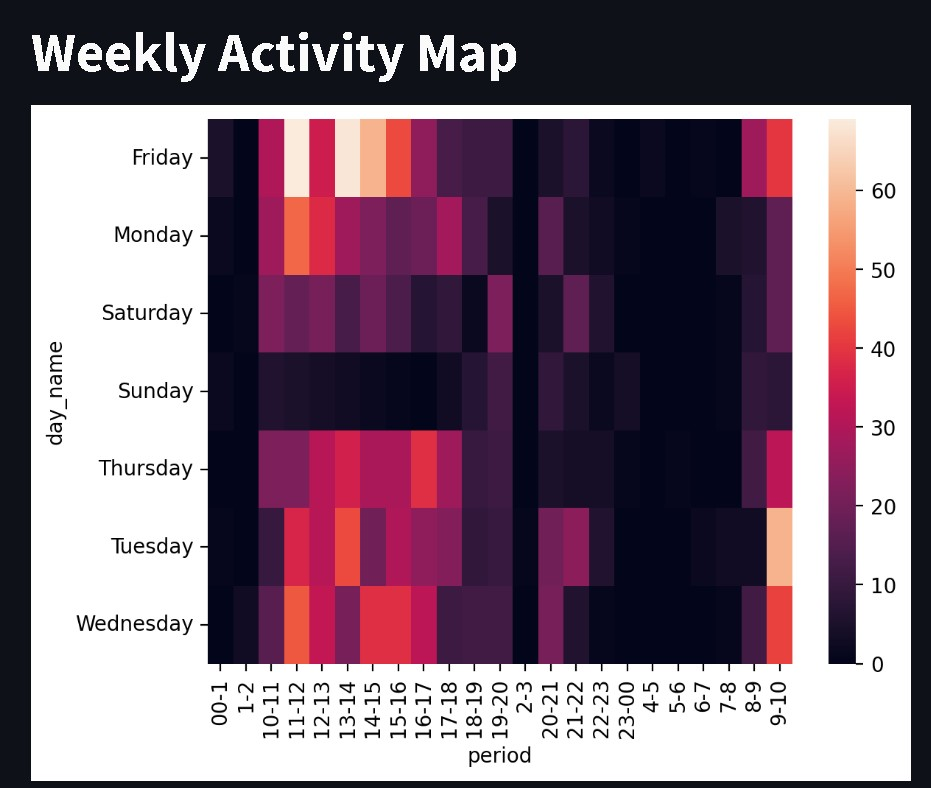 Weekly Activity Map
Friday
Monday
Saturday
Sunday
Thursday
Tuesday
Wednesday
day_name
00-1 1-2 10-11 11-12 12-13 13-14 14-15 15-16 16-17 17-18 18-19 19-20 2-3 20-21 21-22 22-23 23-00 4-5 5-6 6-7 7-8 8-9 9-10
period
60
50
40
30
20
10
0